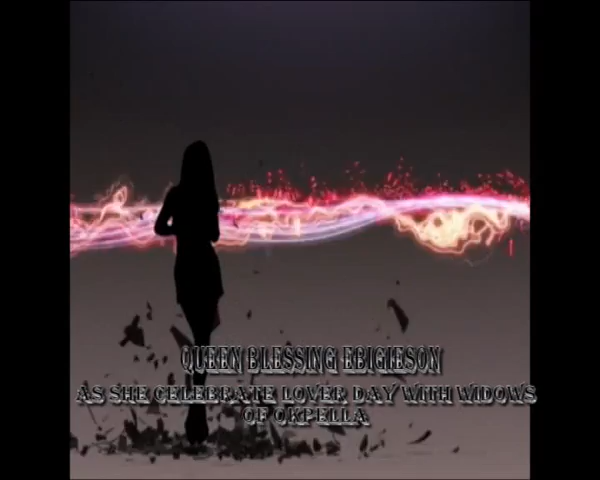 QUEEN BLESSING EBIGIESON
AS SHE CELEBRATE LOVER DAY WITH WIDOWS
OF OKPELLA